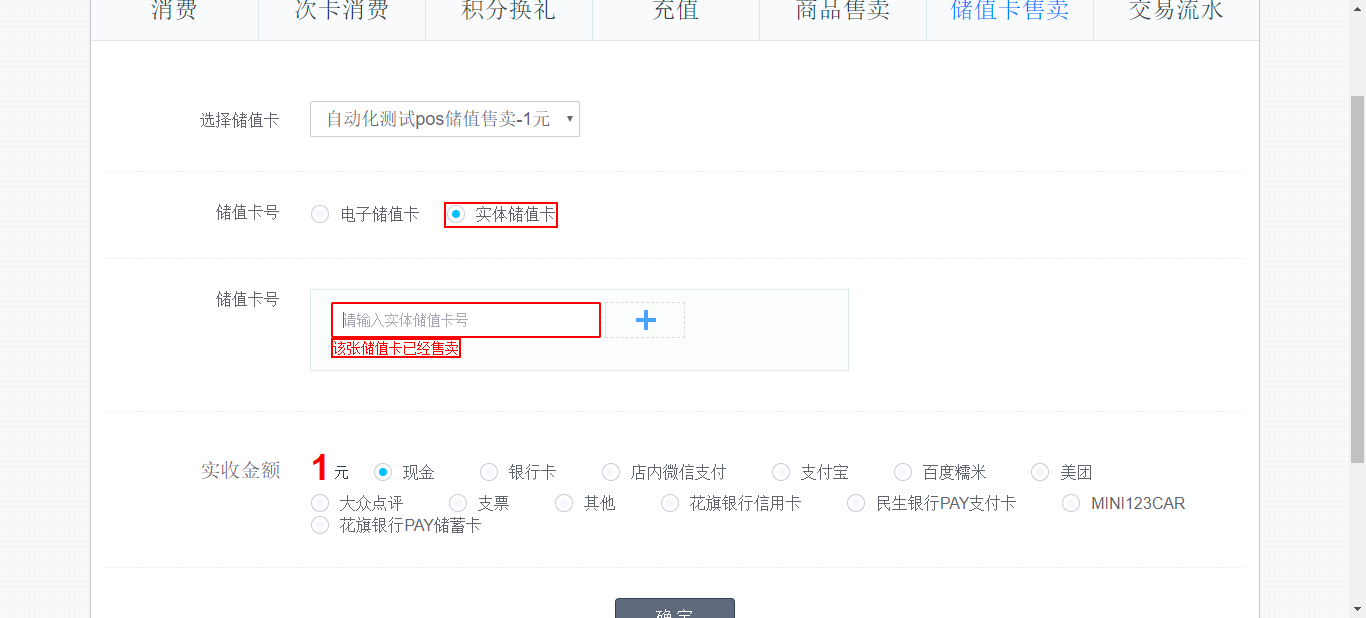 消费 次卡消费 积分换礼 充值 商品售卖 储值卡售卖 交易流水
选择储值卡 自动化测试pos储值售卖-1元
储值卡号 电子储值卡 实体储值卡
储值卡号 请输入实体储值卡号
该张储值卡已经售卖
实收金额 1 元 现金 银行卡 店内微信支付 支付宝 百度糯米 美团
大众点评 支票 其他 花旗银行信用卡 民生银行PAY支付卡 MINI123CAR
花旗银行PAY储蓄卡
确 定